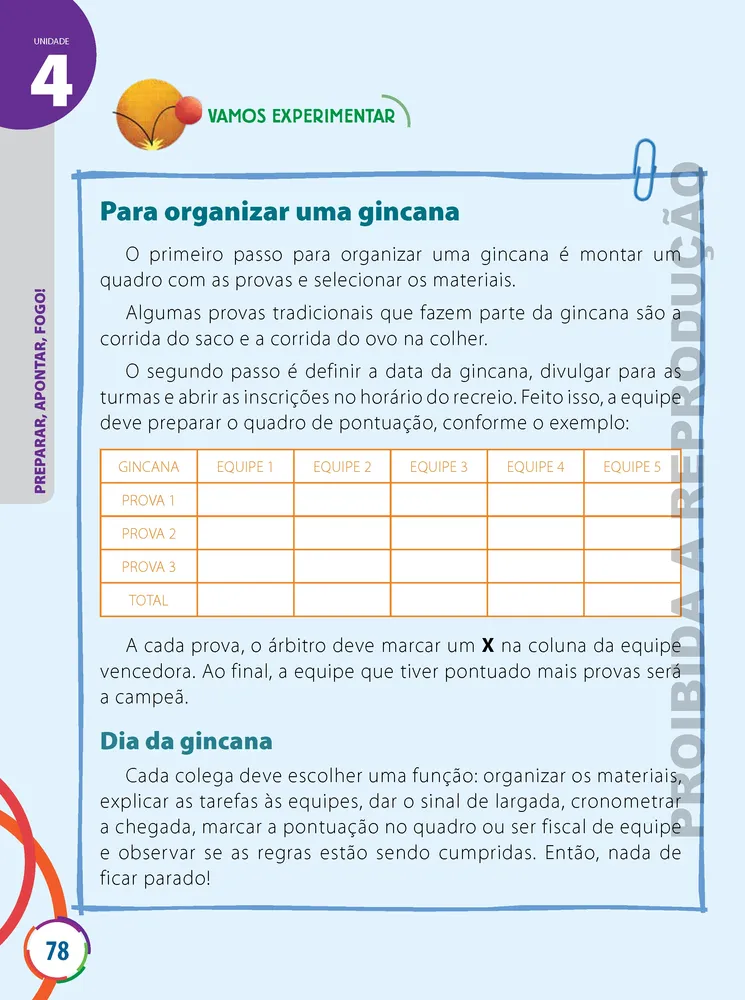 UNIDADE
4
VAMOS EXPERIMENTAR
PREPARAR, APONTAR, FOGO!
Para organizar uma gincana
O primeiro passo para organizar uma gincana é montar um
quadro com as provas e selecionar os materiais.
Algumas provas tradicionais que fazem parte da gincana são a
corrida do saco e a corrida do ovo na colher.
O segundo passo é definir a data da gincana, divulgar para as
turmas e abrir as inscrições no horário do recreio. Feito isso, a equipe
deve preparar o quadro de pontuação, conforme o exemplo:
GINCANA EQUIPE 1 EQUIPE 2 EQUIPE 3 EQUIPE 4 EQUIPE 5
PROVA 1
PROVA 2
PROVA 3
TOTAL
A cada prova, o árbitro deve marcar um X na coluna da equipe
vencedora. Ao final, a equipe que tiver pontuado mais provas será
a campeã.
Dia da gincana
Cada colega deve escolher uma função: organizar os materiais,
explicar as tarefas às equipes, dar o sinal de largada, cronometrar
a chegada, marcar a pontuação no quadro ou ser fiscal de equipe
e observar se as regras estão sendo cumpridas. Então, nada de
ficar parado!
PROIBIDA A REPRODUÇÃO
78